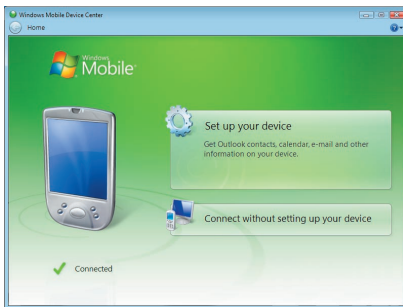 Windows Mobile Device Center
Home
Windows
Mobile
Set up your device
Get Outlook contacts, calendar, e-mail and other
information on your device.
Connect without setting up your device
Connected